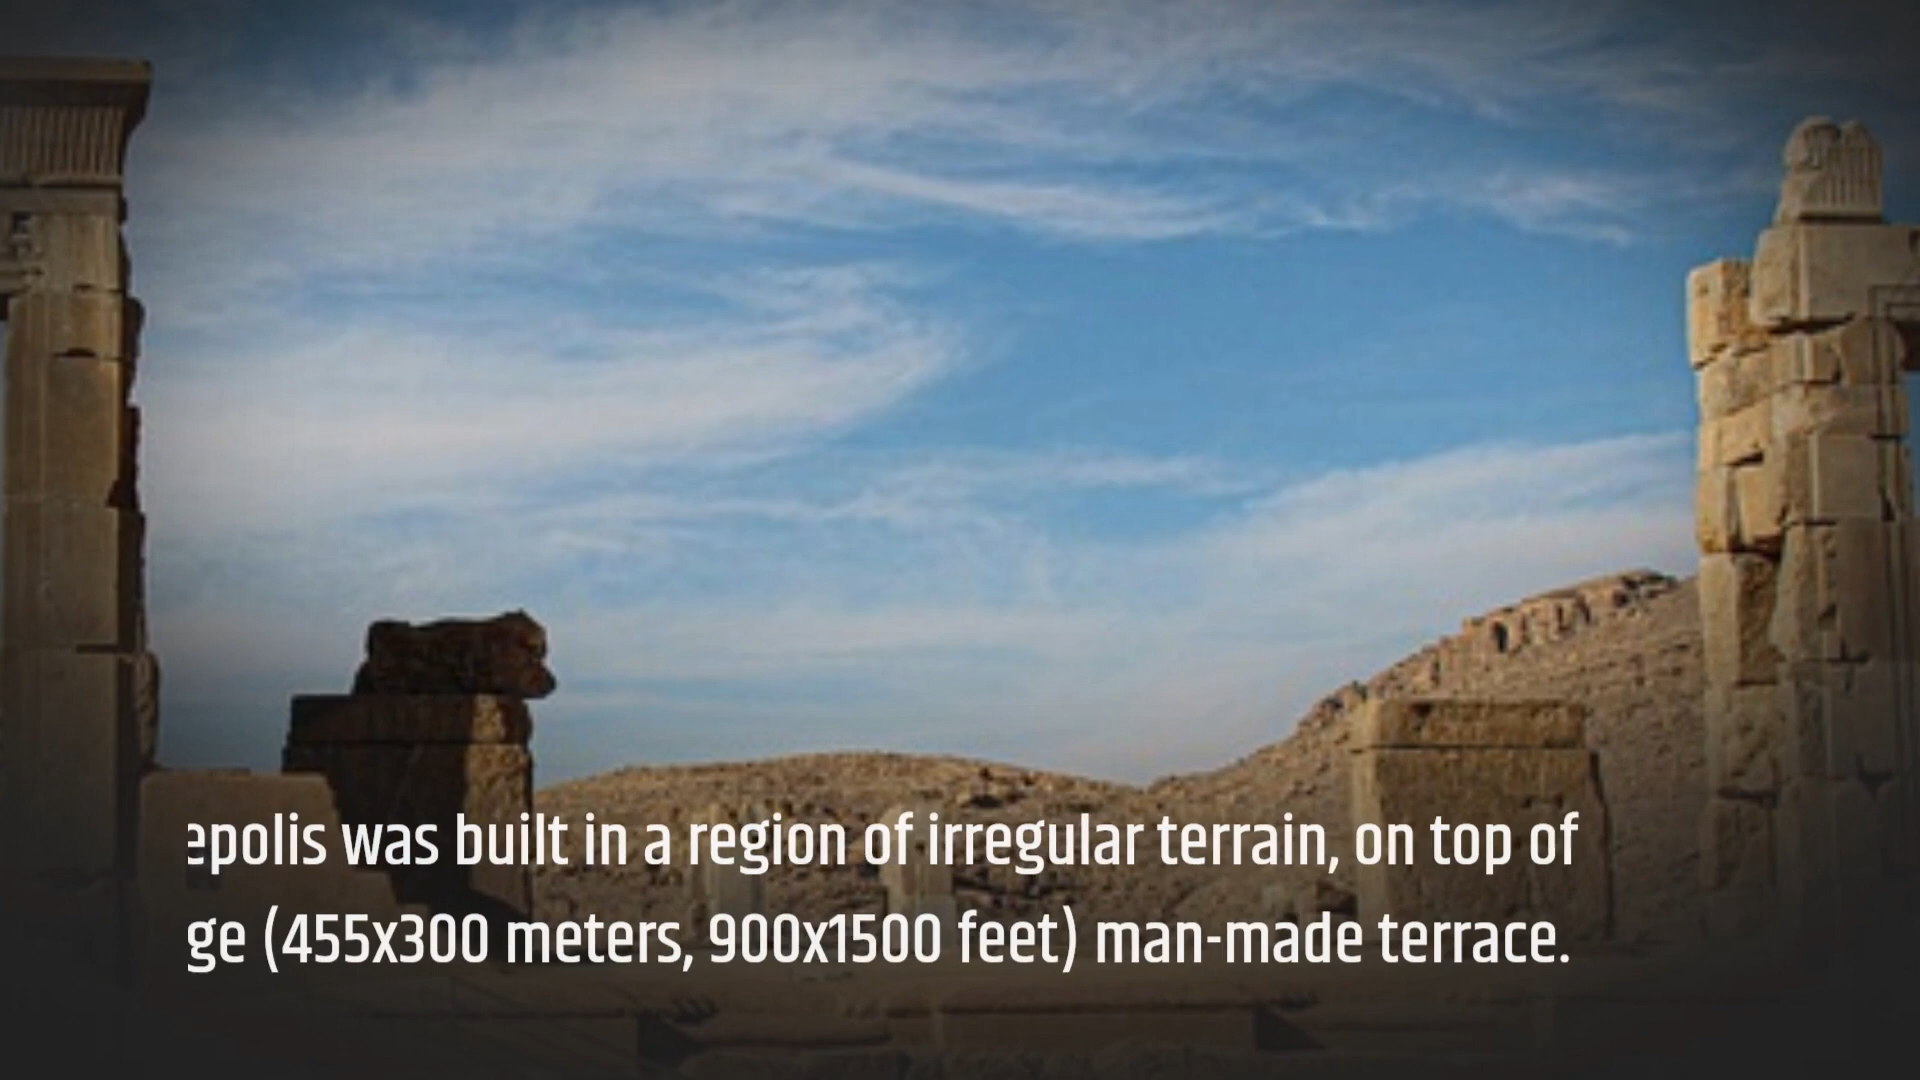 epolis was built in a region of irregular terrain, on top of
ge (455x300 meters, 900x1500 feet) man-made terrace.